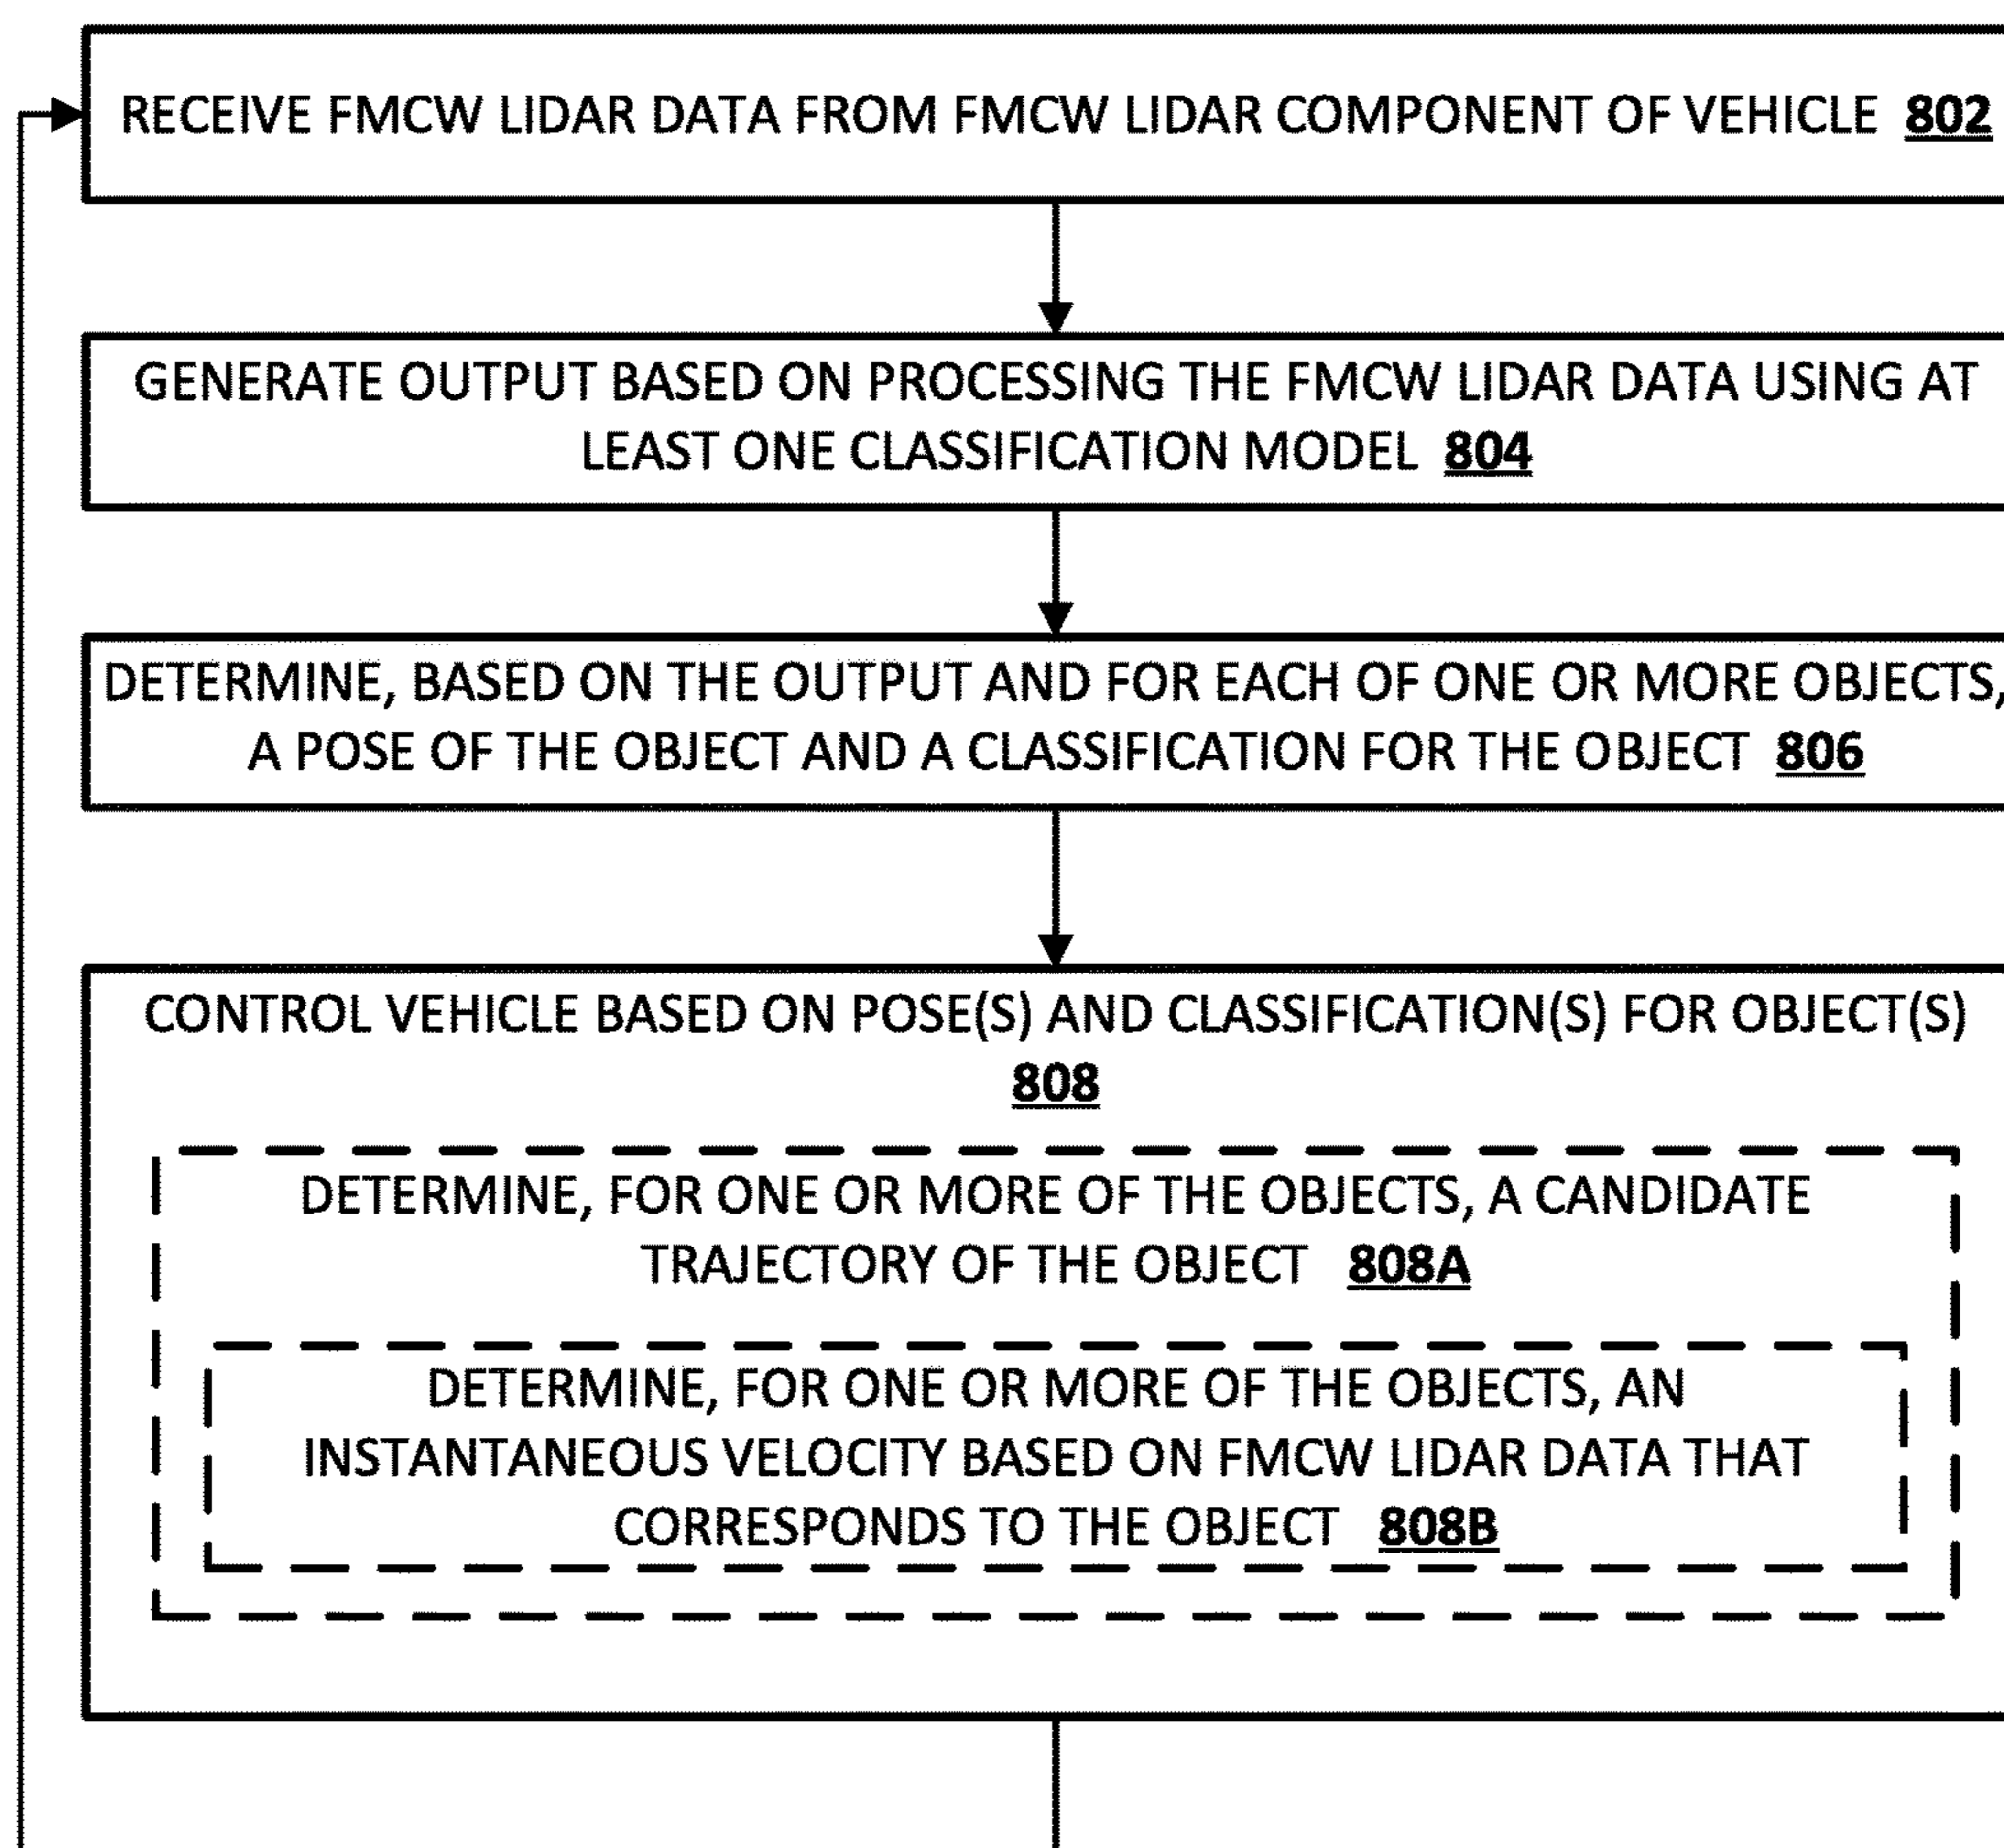 RECEIVE FMCW LIDAR DATA FROM FMCW LIDAR COMPONENT OF VEHICLE 802
GENERATE OUTPUT BASED ON PROCESSING THE FMCW LIDAR DATA USING AT
LEAST ONE CLASSIFICATION MODEL 804
DETERMINE, BASED ON THE OUTPUT AND FOR EACH OF ONE OR MORE OBJECTS,
A POSE OF THE OBJECT AND A CLASSIFICATION FOR THE OBJECT 806
CONTROL VEHICLE BASED ON POSE(S) AND CLASSIFICATION(S) FOR OBJECT(S)
808
DETERMINE, FOR ONE OR MORE OF THE OBJECTS, A CANDIDATE
TRAJECTORY OF THE OBJECT 808A
DETERMINE, FOR ONE OR MORE OF THE OBJECTS, AN
INSTANTANEOUS VELOCITY BASED ON FMCW LIDAR DATA THAT
CORRESPONDS TO THE OBJECT 808B